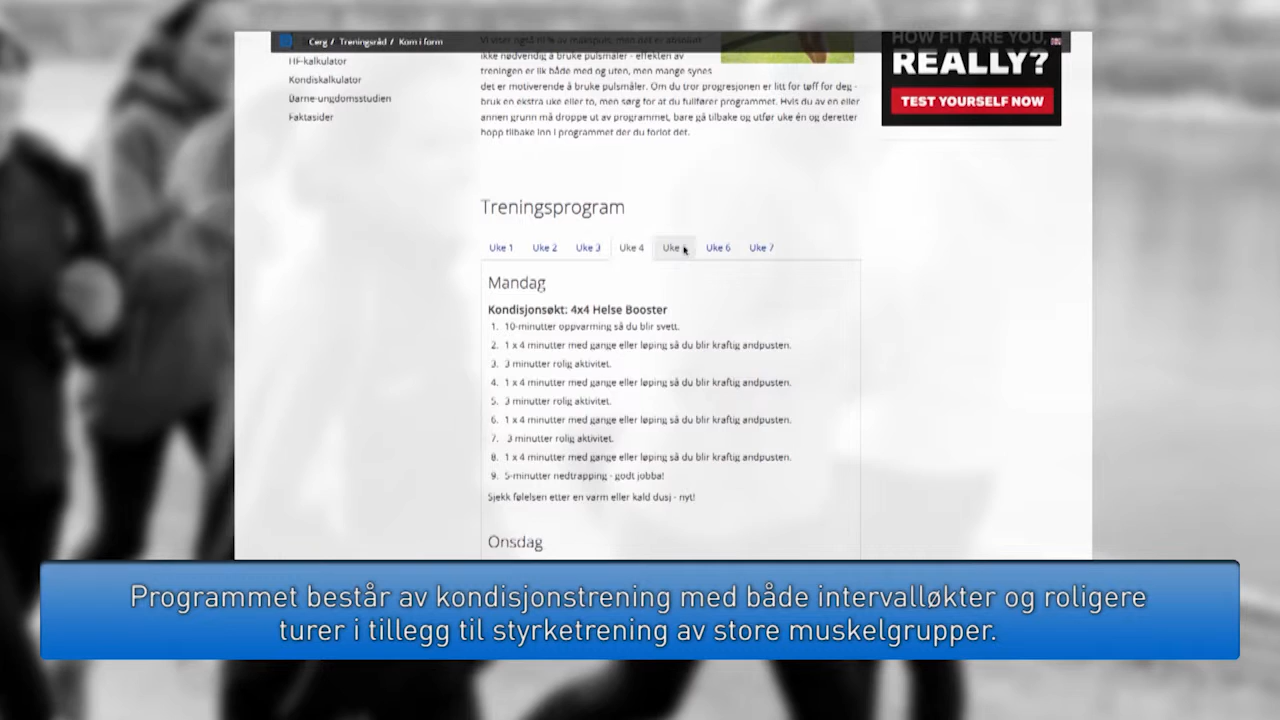 Cerg / Treningsråd / Kom i form
HF-kalkulator
Kondiskalkulator
Barne-ungdomsstudien
Faktasider
ikke nødvendig å bruke pulsmåler - effekten av
treningen er lik både med og uten, men mange synes
det er motiverende å bruke pulsmåler. Om du tror progresjonen er litt for tøff for deg -
bruk en ekstra uke eller to, men sørg for at du fullfører programmet. Hvis du av en eller
annen grunn må droppe ut av programmet, bare gå tilbake og utfør uke én og deretter
hopp tilbake inn i programmet der du forlot det.
HOW FIT ARE YOU,
REALLY?
TEST YOURSELF NOW
Treningsprogram
Uke 1 Uke 2 Uke 3 Uke 4 Uke Uke 6 Uke 7
Mandag
Kondisjonsøkt: 4x4 Helse Booster
1. 10-minutter oppvarming så du blir svett.
2. 1 x 4 minutter med gange eller løping så du blir kraftig andpusten.
3. 3 minutter rolig aktivitet.
4. 1 x 4 minutter med gange eller løping så du blir kraftig andpusten.
5. 3 minutter rolig aktivitet.
6. 1 x 4 minutter med gange eller løping så du blir kraftig andpusten.
7. 3 minutter rolig aktivitet.
8. 1 x 4 minutter med gange eller løping så du blir kraftig andpusten.
9. 5-minutter nedtrapping - godt jobba!
Sjekk følelsen etter en varm eller kald dusj - nyt!
Onsdag
Programmet består av kondisjonstrening med både intervalløkter og roligere
turer i tillegg til styrketrening av store muskelgrupper.